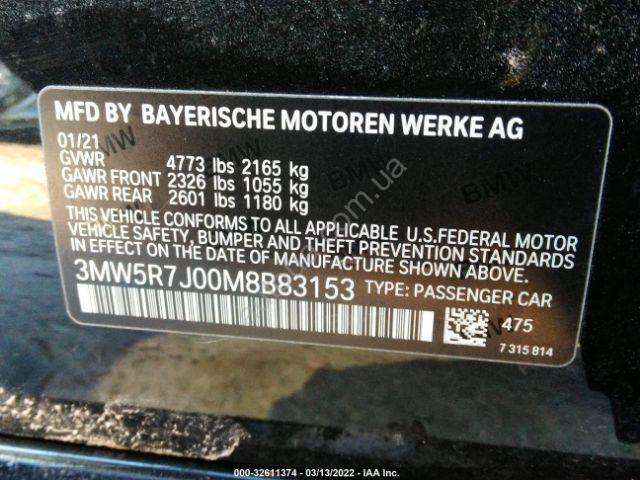 MFD BY BAYERISCHE MOTOREN WERKE AG
01/21
GVWR 4773 lbs 2165 kg
GAWR FRONT 2326 lbs 1055 kg
GAWR REAR 2601 lbs 1180 kg
THIS VEHICLE CONFORMS TO ALL APPLICABLE U.S.FEDERAL MOTOR
VEHICLE SAFETY, BUMPER AND THEFT PREVENTION STANDARDS
IN EFFECT ON THE DATE OF MANUFACTURE SHOWN ABOVE.
3MW5R7J00M8B83153 TYPE: PASSENGER CAR
475
7 315 814
BMW
BMW
BMW
000-32611374 - 03/13/2022 - IAA Inc.